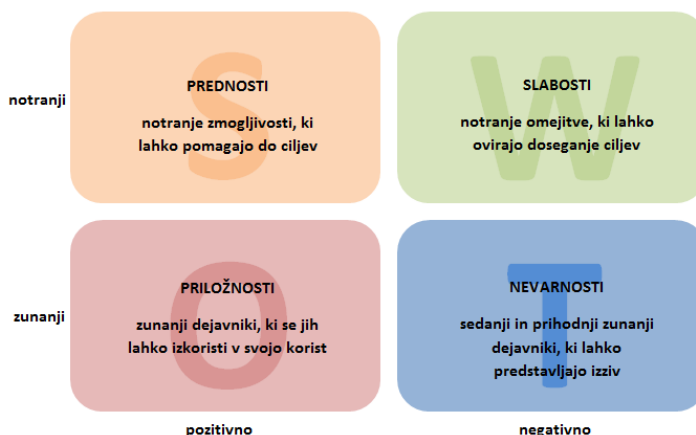 S
PREDNOSTI
notranje zmogljivosti, ki
lahko pomagajo do ciljev
W
SLABOSTI
notranje omejitve, ki lahko
ovirajo doseganje ciljev
notranji
O
PRILOŽNOSTI
zunanji dejavniki, ki se jih
lahko izkoristi v svojo korist
T
NEVARNOSTI
sedanji in prihodnji zunanji
dejavniki, ki lahko
predstavljajo izziv
zunanji
pozitivno
negativno